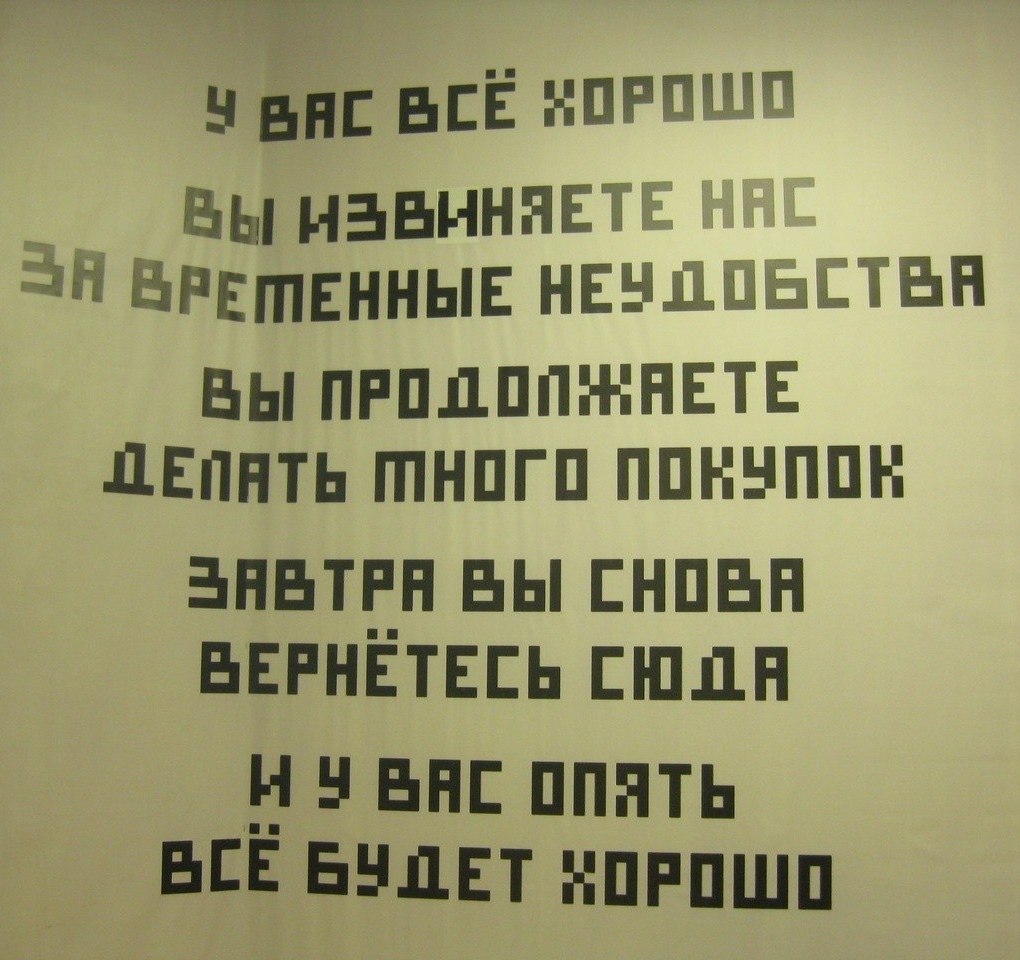 У ВАС ВСЁ ХОРОШО
ВЫ ИЗВИНЯЕТЕ НАС
ЗА ВРЕМЕННЫЕ НЕУДОБСТВА
ВЫ ПРОДОЛЖАЕТЕ
ДЕЛАТЬ МНОГО ПОКУПОК
ЗАВТРА ВЫ СНОВА
ВЕРНЁТЕСЬ СЮДА
И У ВАС ОПЯТЬ
ВСЁ БУДЕТ ХОРОШО